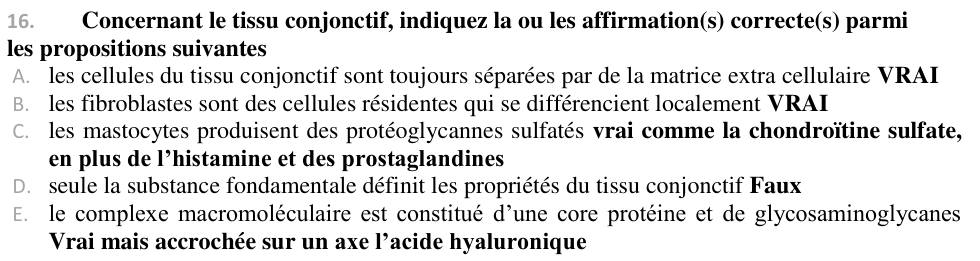 16. Concernant le tissu conjonctif, indiquez la ou les affirmation(s) correcte(s) parmi
les propositions suivantes
A. les cellules du tissu conjonctif sont toujours séparées par de la matrice extra cellulaire VRAI
B. les fibroblastes sont des cellules résidentes qui se différencient localement VRAI
C. les mastocytes produisent des protéoglycannes sulfatés vrai comme la chondroïtine sulfate,
en plus de l'histamine et des prostaglandines
D. seule la substance fondamentale définit les propriétés du tissu conjonctif Faux
E. le complexe macromoléculaire est constitué d'une core protéine et de glycosaminoglycanes
Vrai mais accrochée sur un axe l'acide hyaluronique